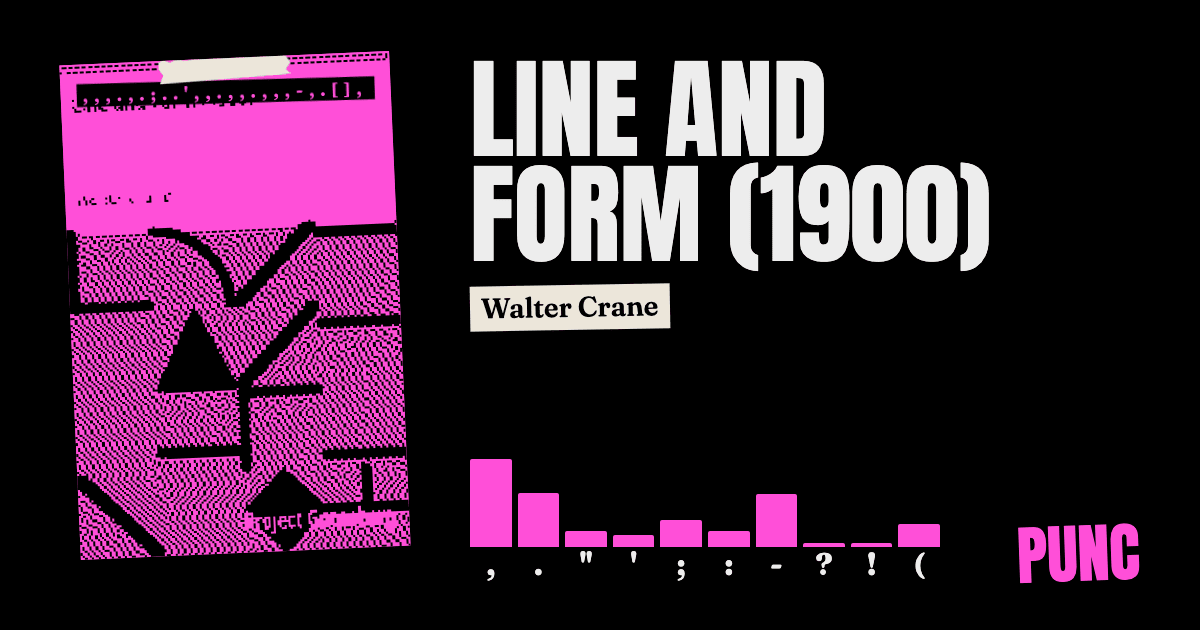 ,,,.,.;..',,.,,.,,,-,.[],
LINE AND
FORM (1900)
Walter Crane
, . " ' ; : - ? ! (
PUNC